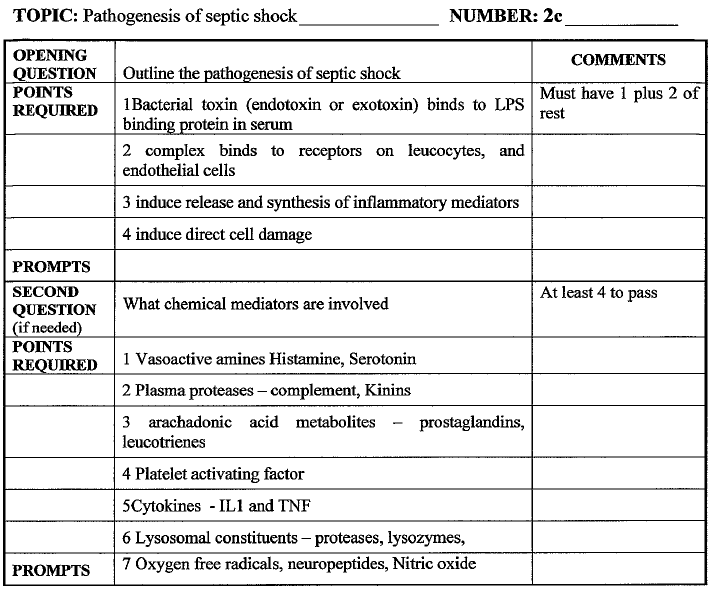 TOPIC: Pathogenesis of septic shock NUMBER: 2c
OPENING
QUESTION
Outline the pathogenesis of septic shock
COMMENTS
POINTS
REQUIRED
1Bacterial toxin (endotoxin or exotoxin) binds to LPS
binding protein in serum
Must have 1 plus 2 of
rest
2 complex binds to receptors on leucocytes, and
endothelial cells
3 induce release and synthesis of inflammatory mediators
4 induce direct cell damage
PROMPTS
SECOND
QUESTION
(if needed)
What chemical mediators are involved
At least 4 to pass
POINTS
REQUIRED
1 Vasoactive amines Histamine, Serotonin
2 Plasma proteases – complement, Kinins
3 arachadonic acid metabolites – prostaglandins,
leucotrienes
4 Platelet activating factor
5Cytokines - IL1 and TNF
6 Lysosomal constituents – proteases, lysozymes,
PROMPTS
7 Oxygen free radicals, neuropeptides, Nitric oxide